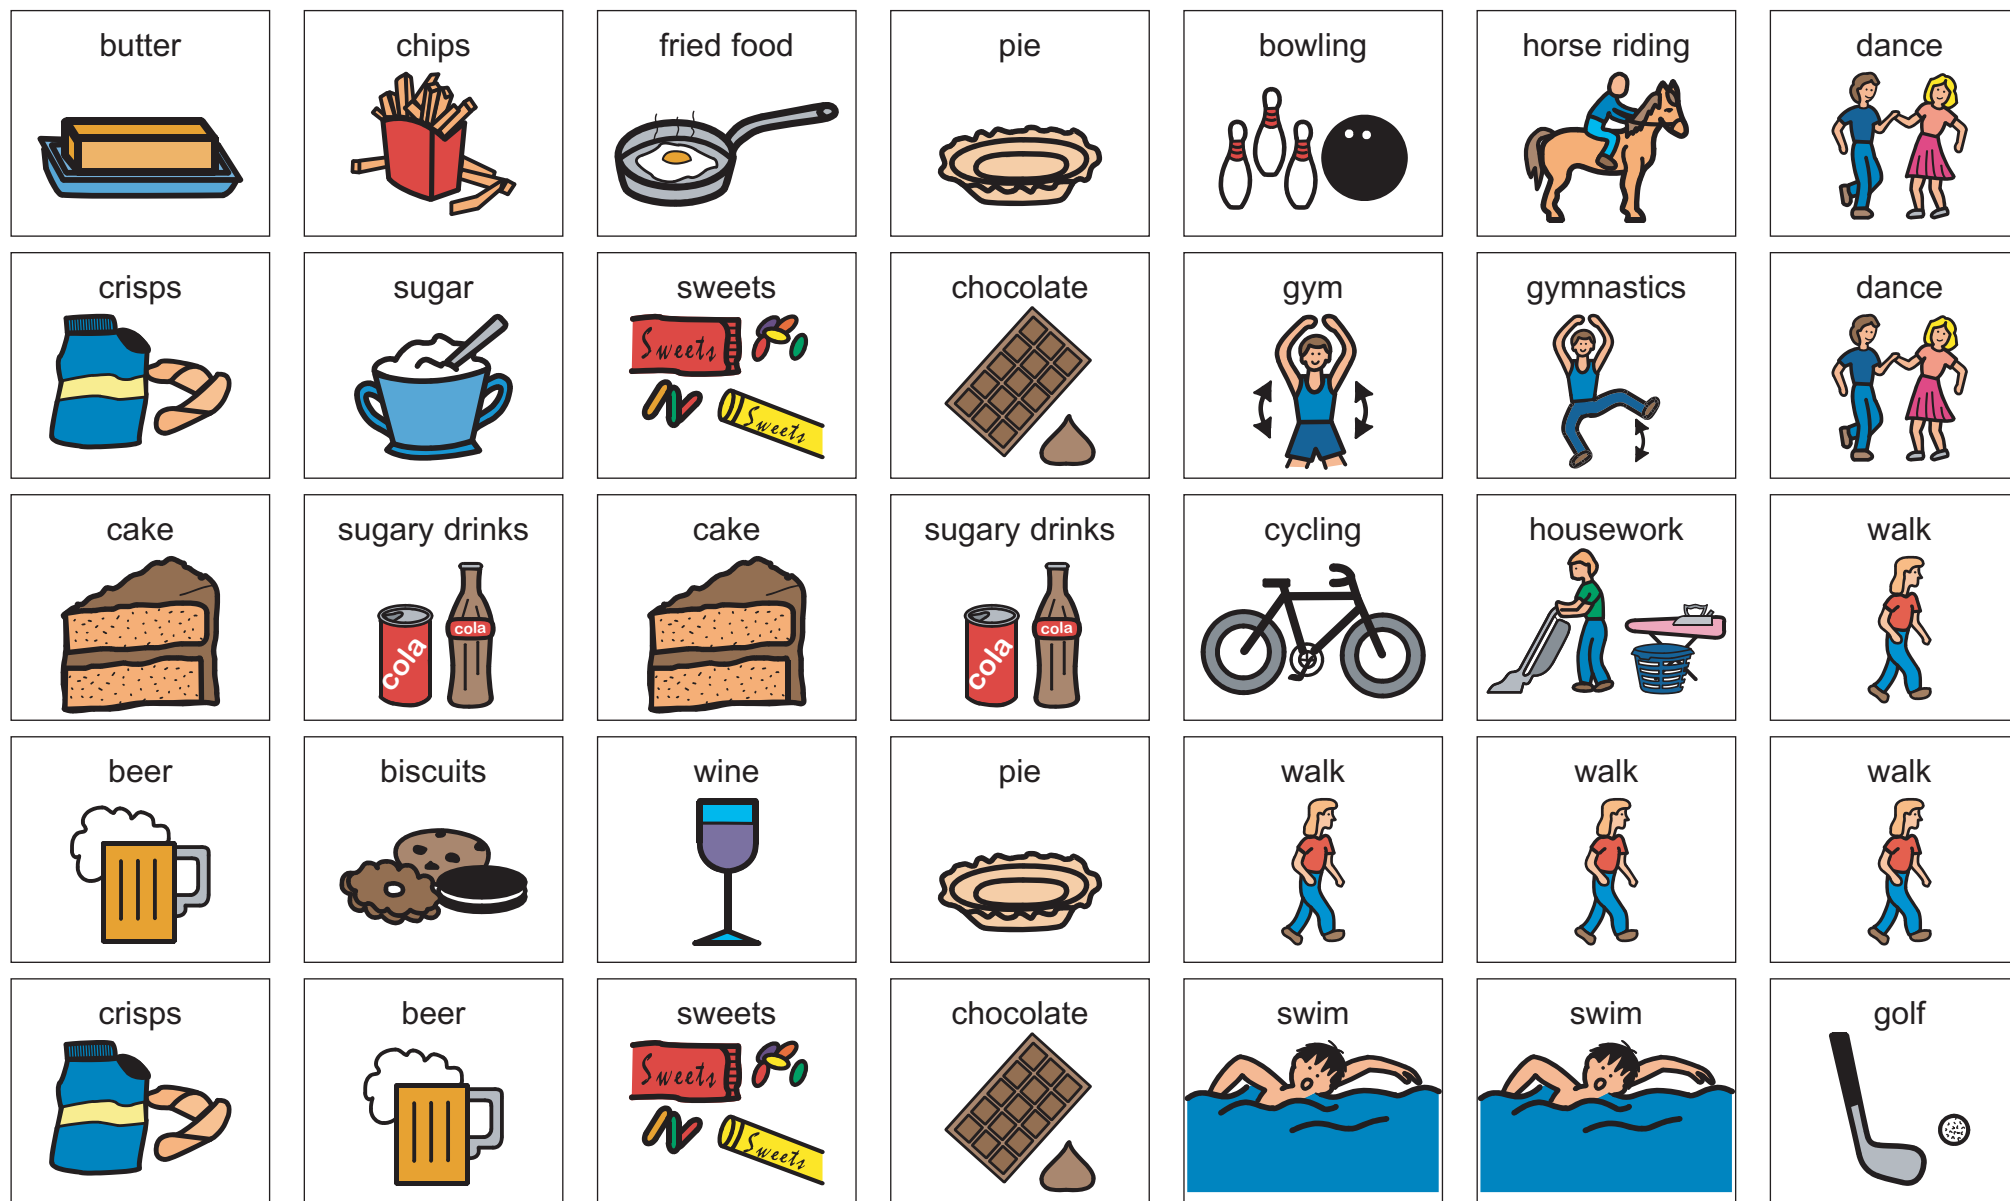 butter
chips
fried food
pie
bowling
horse riding
dance
crisps
sugar
sweets
Sweets
Sweets
chocolate
gym
gymnastics
dance
cake
sugary drinks
cola
cola
cake
sugary drinks
cola
cola
cycling
housework
walk
beer
biscuits
wine
pie
walk
walk
walk
crisps
beer
sweets
Sweets
Sweets
chocolate
swim
swim
golf